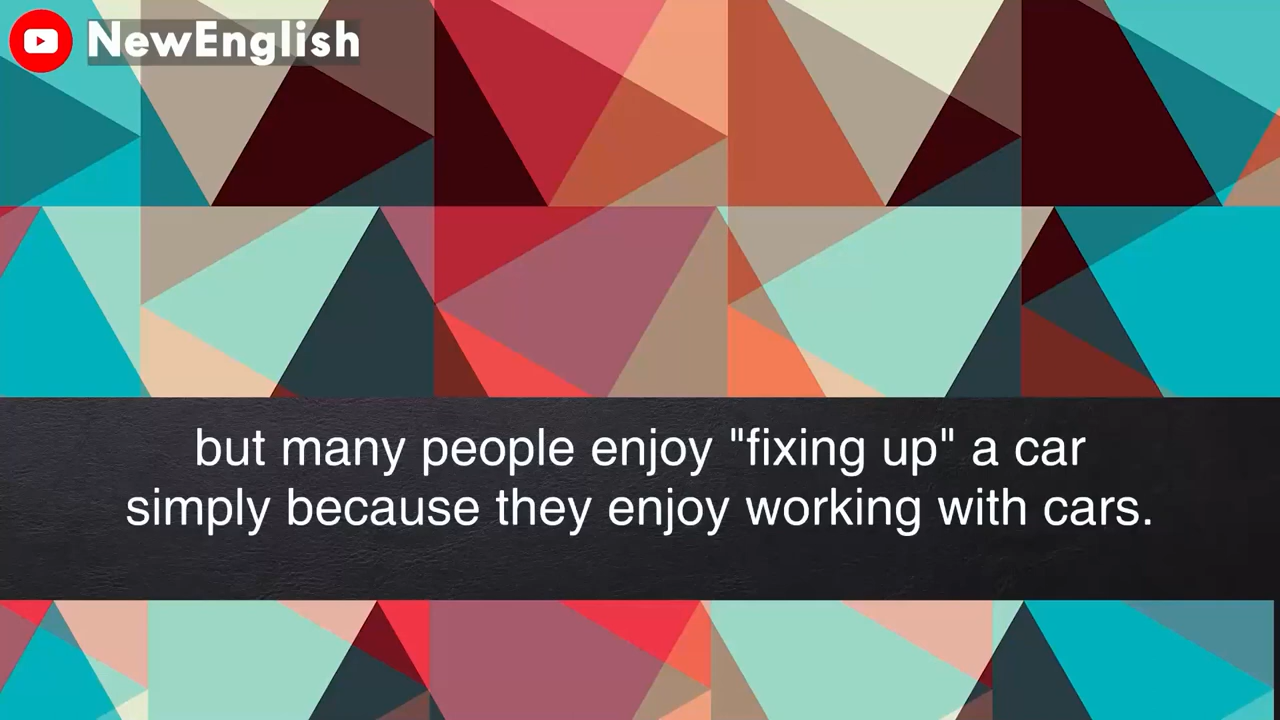 NewEnglish
but many people enjoy "fixing up" a car
simply because they enjoy working with cars.